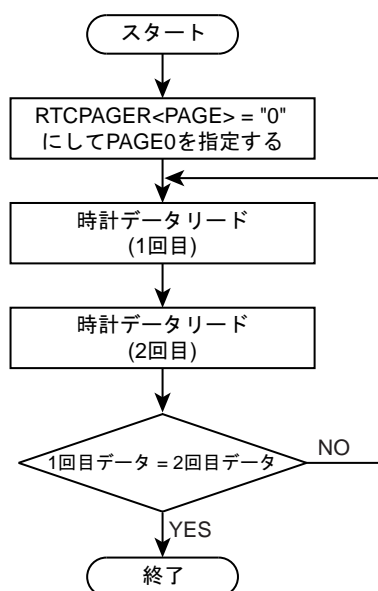 スタート
RTCPAGER<PAGE> = "0"
にしてPAGE0を指定する
時計データリード
(1回目)
時計データリード
(2回目)
1回目データ = 2回目データ
NO
YES
終了